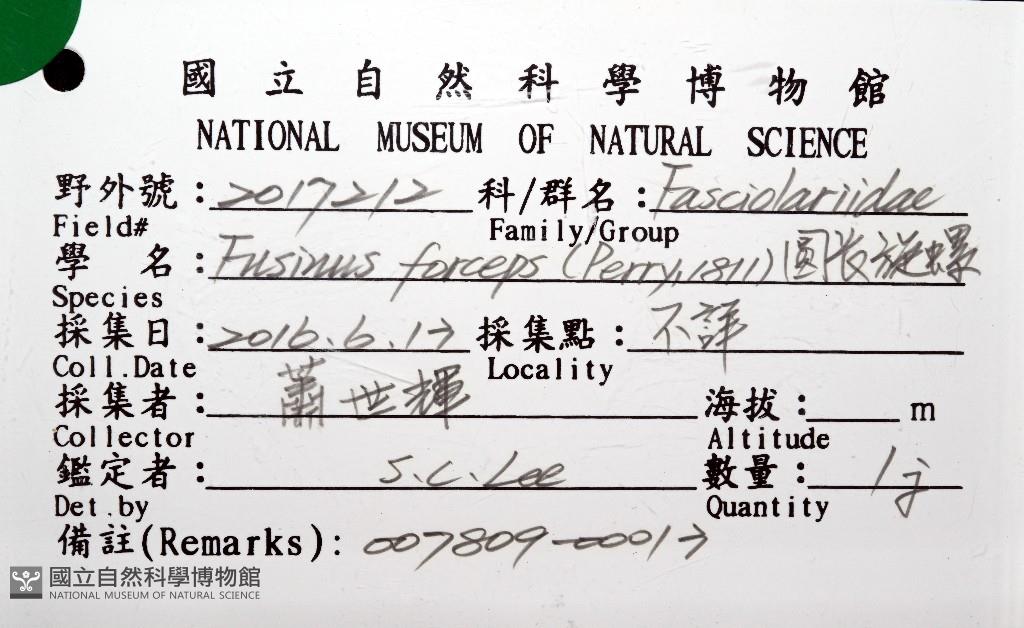 國立自然科學博物館
NATIONAL MUSEUM OF NATURAL SCIENCE
野外號：2017212 科/群名：Fasciolariidae
Field# Family/Group
學 名：Fusinus forceps (Perry, 1811) 圓長旋螺
Species
採集日：2016.6.17 採集點：不詳
Coll.Date Locality
採集者：蕭世輝 海拔： m
Collector Altitude
鑑定者：S.C.Lee 數量：1
Det.by Quantity
備註(Remarks): 007809-00017
國立自然科學博物館
NATIONAL MUSEUM OF NATURAL SCIENCE